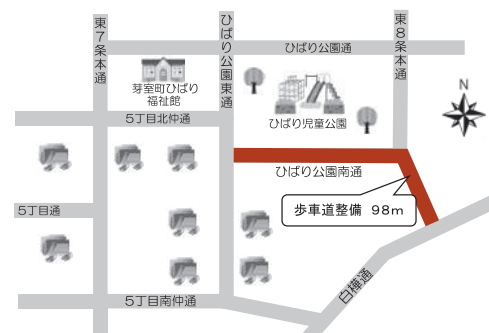 東7条本通
ひばり公園東通
東8条本通
ひばり公園通
芽室町ひばり
福祉館
ひばり児童公園
N
5丁目北仲通
ひばり公園南通
歩車道整備 98m
5丁目通
白樺通
5丁目南仲通